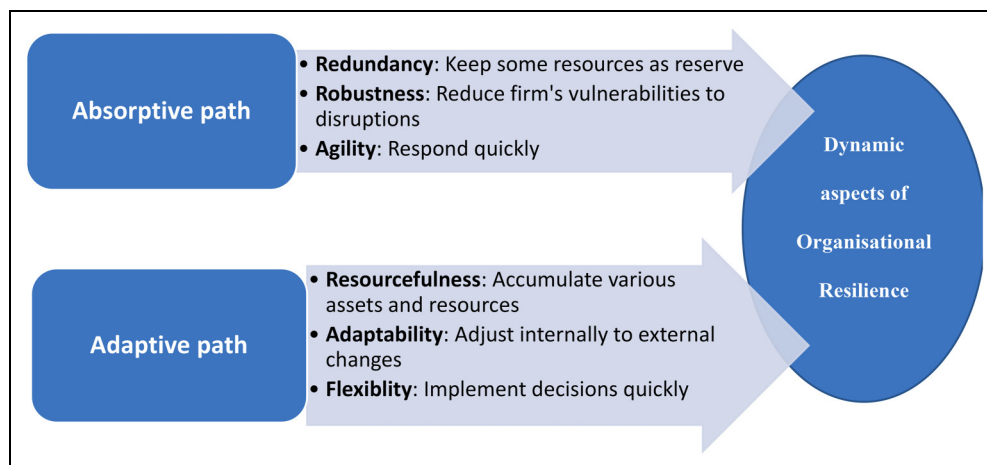 Absorptive path
• Redundancy: Keep some resources as reserve
• Robustness: Reduce firm's vulnerabilities to
disruptions
• Agility: Respond quickly
Adaptive path
• Resourcefulness: Accumulate various
assets and resources
• Adaptability: Adjust internally to external
changes
• Flexiblity: Implement decisions quickly
Dynamic
aspects of
Organisational
Resilience